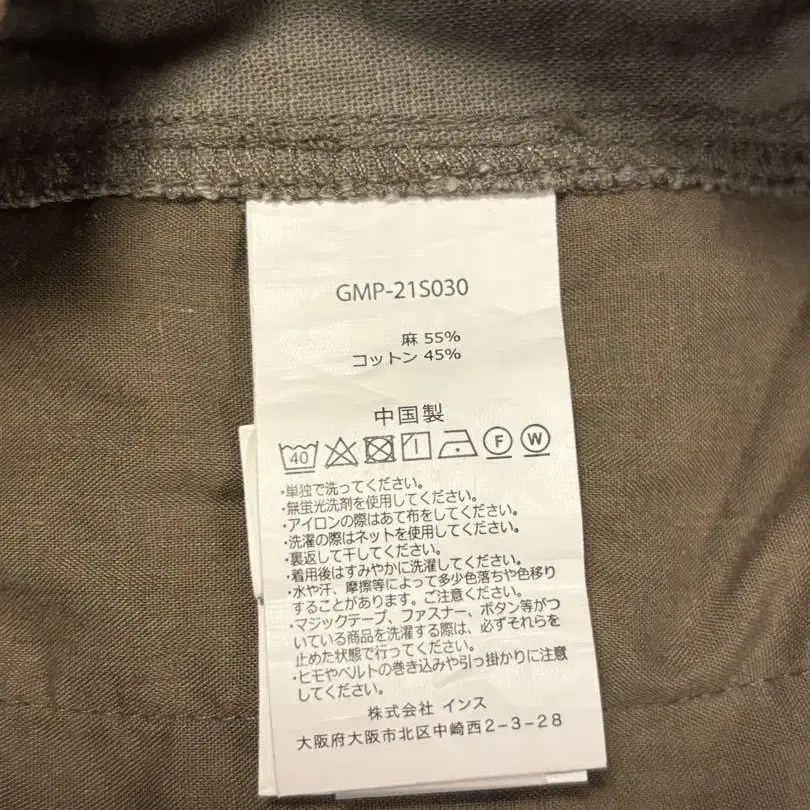 GMP-21S030
麻 55%
コットン 45%
中国製
40 F W
・単独で洗ってください。
・無蛍光洗剤を使用してください。
・アイロンの際はあて布をしてください。
・洗濯の際はネットを使用してください。
・裏返して干してください。
・着用後はすみやかに洗濯してください。
・水や汗、摩擦等によって多少色落ちや色移り
することがあります。ご注意ください。
・マジックテープ、ファスナー、ボタン等がつ
いている商品を洗濯する際は、必ずそれらを
止めた状態で行ってください。
・ヒモやベルトの巻き込みや引っ掛かりに注意
してください。
株式会社 インス
大阪府大阪市北区中崎西2-3-28